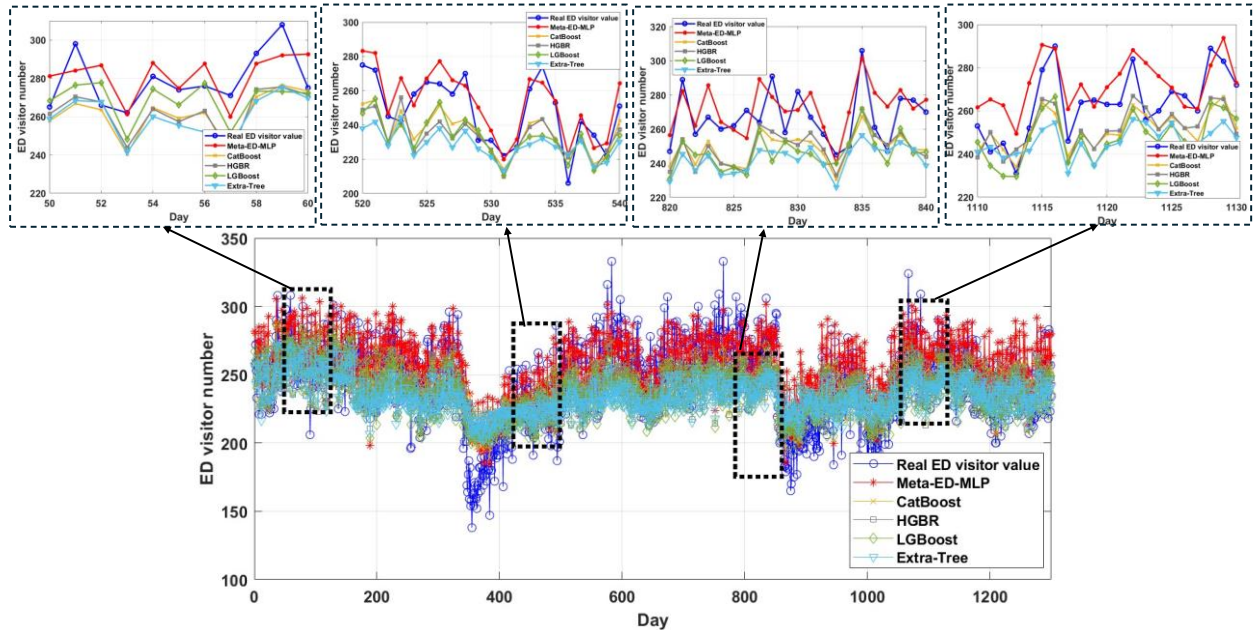 300
280
260
240
220
50 52 54 56 58 60
ED visitor number
Day
Real ED visitor value
Meta-ED-MLP
CatBoost
HGBR
LGBoost
Extra-Tree
300
280
260
240
220
200
520 525 530 535 540
ED visitor number
Day
Real ED visitor value
Meta-ED-MLP
CatBoost
HGBR
LGBoost
Extra-Tree
320
300
280
260
240
220
820 825 830 835 840
ED visitor number
Day
Real ED visitor value
Meta-ED-MLP
CatBoost
HGBR
LGBoost
Extra-Tree
300
280
260
240
220
1110 1115 1120 1125 1130
ED visitor number
Day
Real ED visitor value
Meta-ED-MLP
CatBoost
HGBR
LGBoost
Extra-Tree
350
300
250
200
150
100
0 200 400 600 800 1000 1200
ED visitor number
Day
Real ED visitor value
Meta-ED-MLP
CatBoost
HGBR
LGBoost
Extra-Tree